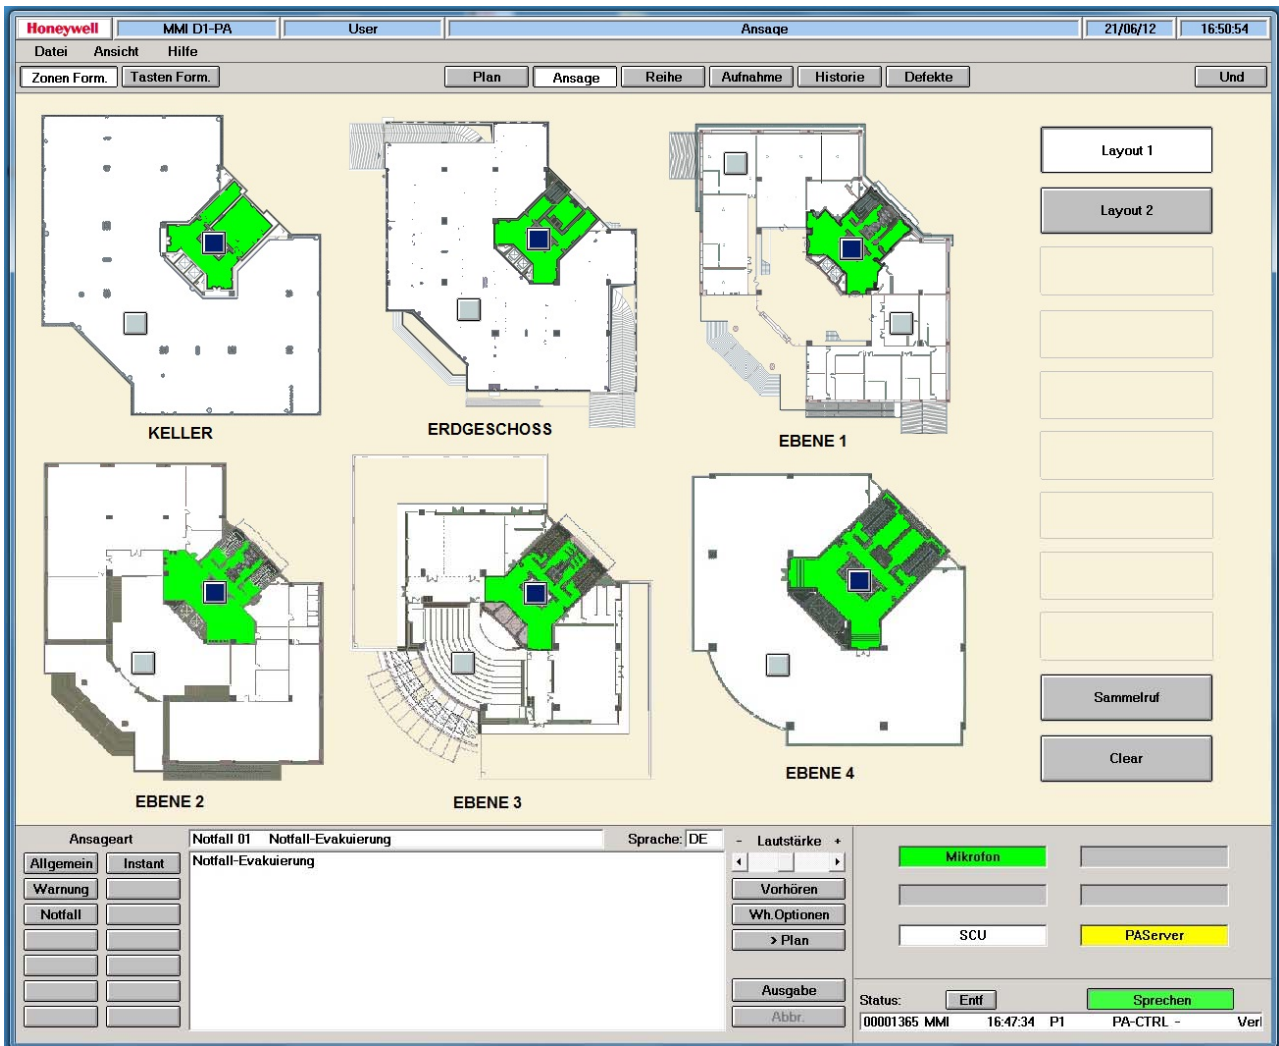 Honeywell MMI D1-PA User Ansage 21/06/12 16:50:54
Datei Ansicht Hilfe
Zonen Form. Tasten Form. Plan Ansage Reihe Aufnahme Historie Defekte Und
Layout 1
Layout 2
KELLER ERDGESCHOSS EBENE 1
Sammelruf
Clear
EBENE 2 EBENE 3 EBENE 4
Ansageart Notfall 01 Notfall-Evakuierung Sprache: DE - Lautstärke +
Allgemein Instant Notfall-Evakuierung
Mikrofon
Warnung Vorhören
Notfall Wh.Optionen
> Plan SCU PAServer
Ausgabe
Status: Entf Sprechen
Abbr. 00001365 MMI 16:47:34 P1 PA-CTRL - Verl